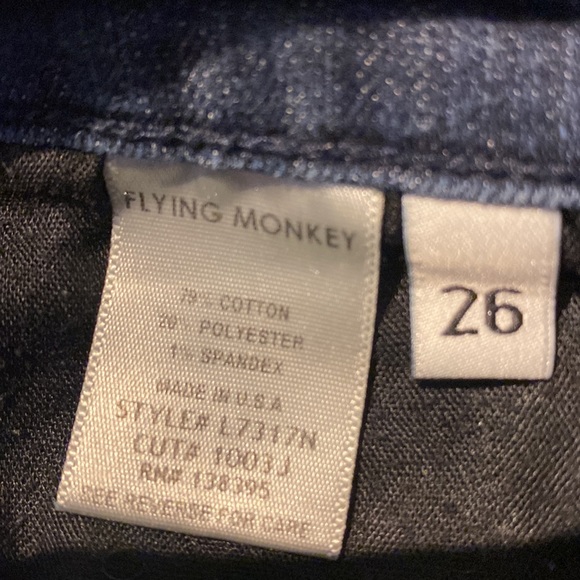 FLYING MONKEY
79% COTTON
20% POLYESTER
1% SPANDEX
MADE IN U.S.A
STYLE# L7317N
CUT# 1003J
RN# 138395
SEE REVERSE FOR CARE
26